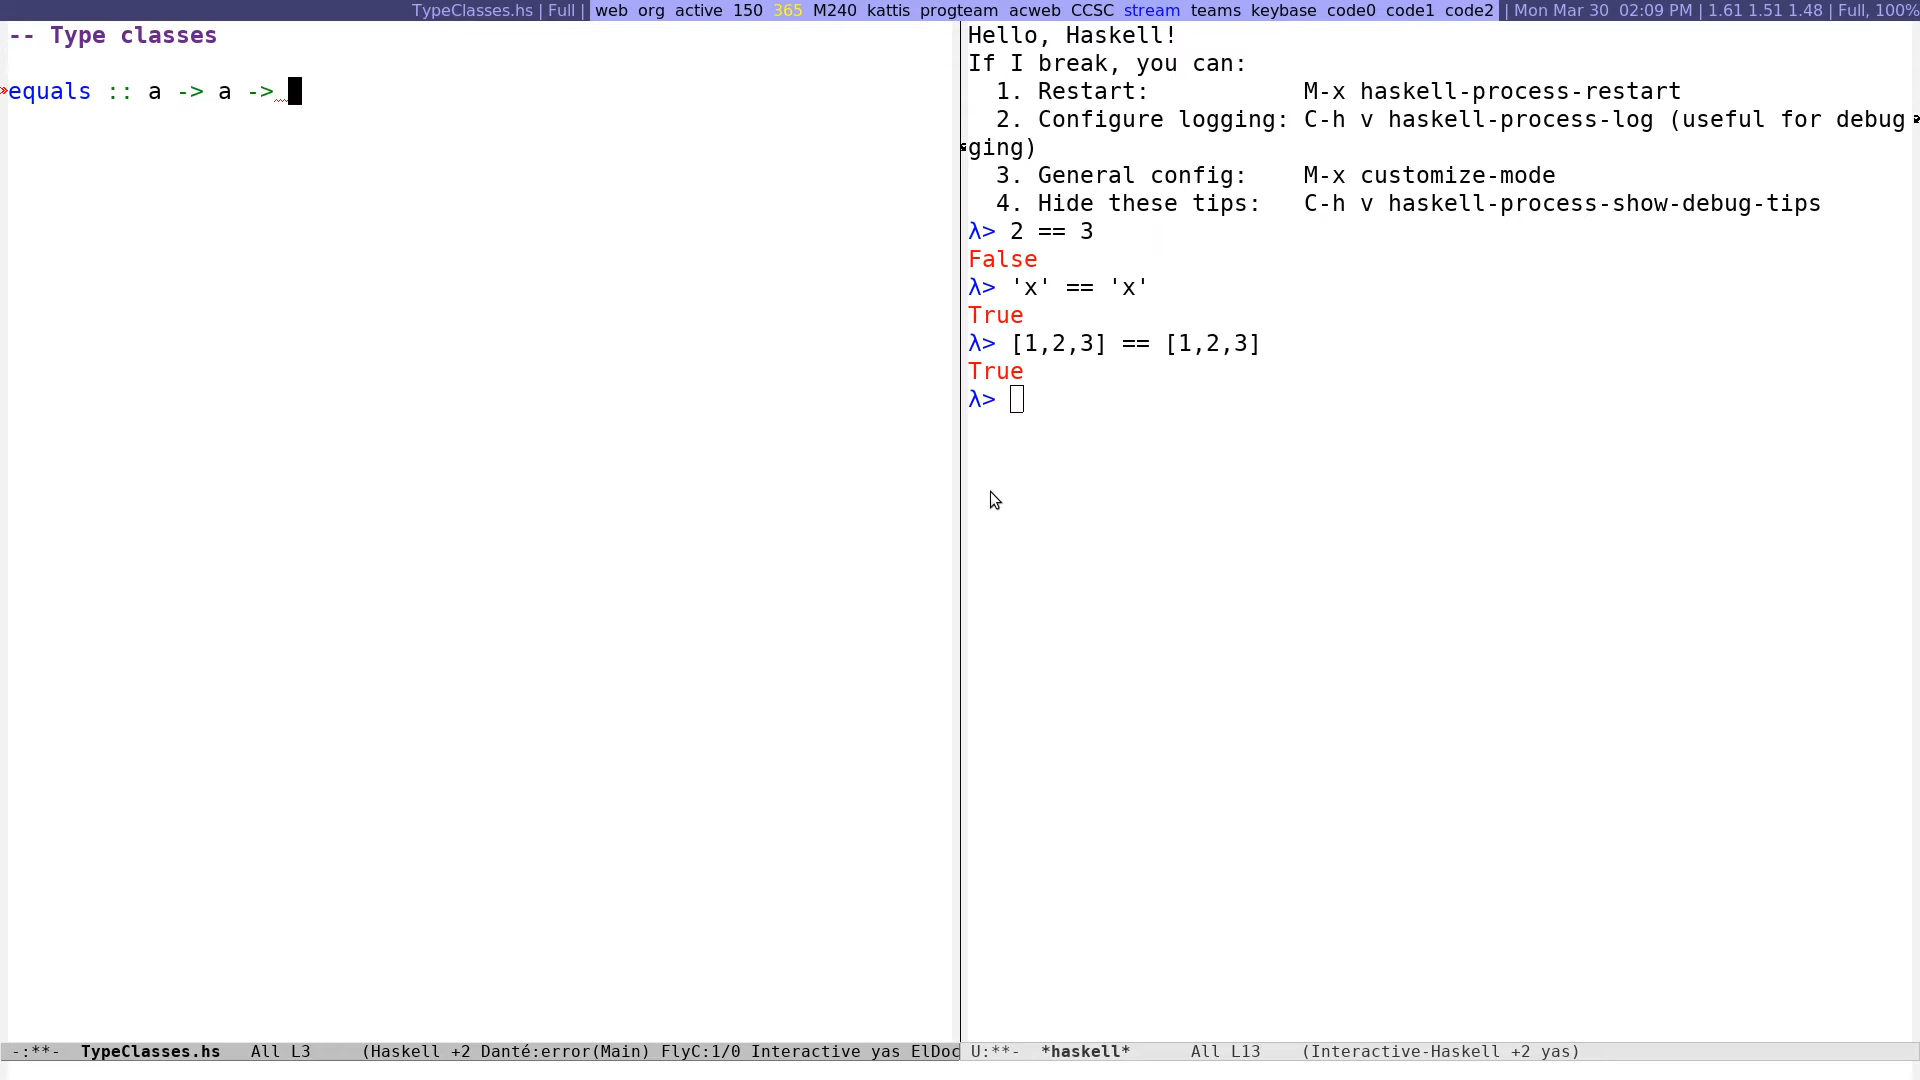 TypeClasses.hs | Full | web org active 150 365 M240 kattis progteam acweb CCSC stream teams keybase code0 code1 code2 | Mon Mar 30 02:09 PM | 1.61 1.51 1.48 | Full, 100%
-- Type classes
equals :: a -> a ->
Hello, Haskell!
If I break, you can:
1. Restart: M-x haskell-process-restart
2. Configure logging: C-h v haskell-process-log (useful for debug
ging)
3. General config: M-x customize-mode
4. Hide these tips: C-h v haskell-process-show-debug-tips
λ> 2 == 3
False
λ> 'x' == 'x'
True
λ> [1,2,3] == [1,2,3]
True
λ>
-:**- TypeClasses.hs All L3 (Haskell +2 Danté:error(Main) FlyC:1/0 Interactive yas ElDoc
U:**- *haskell* All L13 (Interactive-Haskell +2 yas)